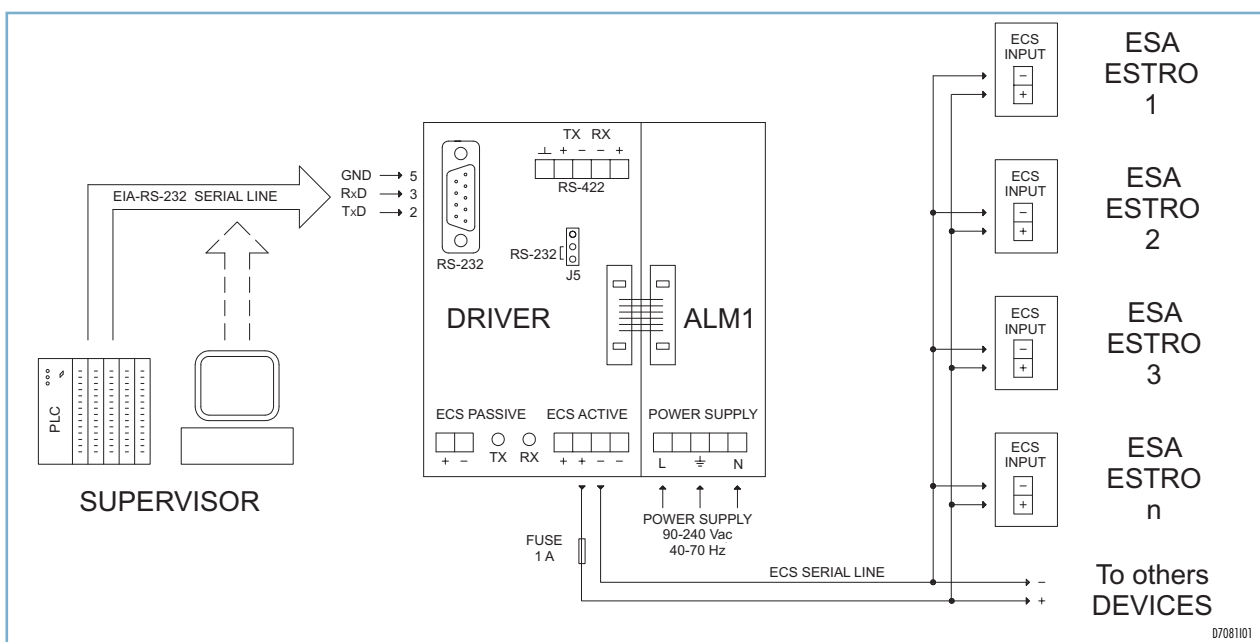 EIA-RS-232 SERIAL LINE
PLC
SUPERVISOR
GND 5
RxD 3
TxD 2
RS-232
TX RX
⊥ + − − +
RS-422
RS-232
J5
DRIVER
ALM1
ECS PASSIVE
+ −
TX RX
ECS ACTIVE
+ + − −
POWER SUPPLY
L N
FUSE
1 A
POWER SUPPLY
90-240 Vac
40-70 Hz
ECS SERIAL LINE
ECS
INPUT
−
+
ESA
ESTRO
1
ECS
INPUT
−
+
ESA
ESTRO
2
ECS
INPUT
−
+
ESA
ESTRO
3
ECS
INPUT
−
+
ESA
ESTRO
n
−
+
To others
DEVICES
D7081I01